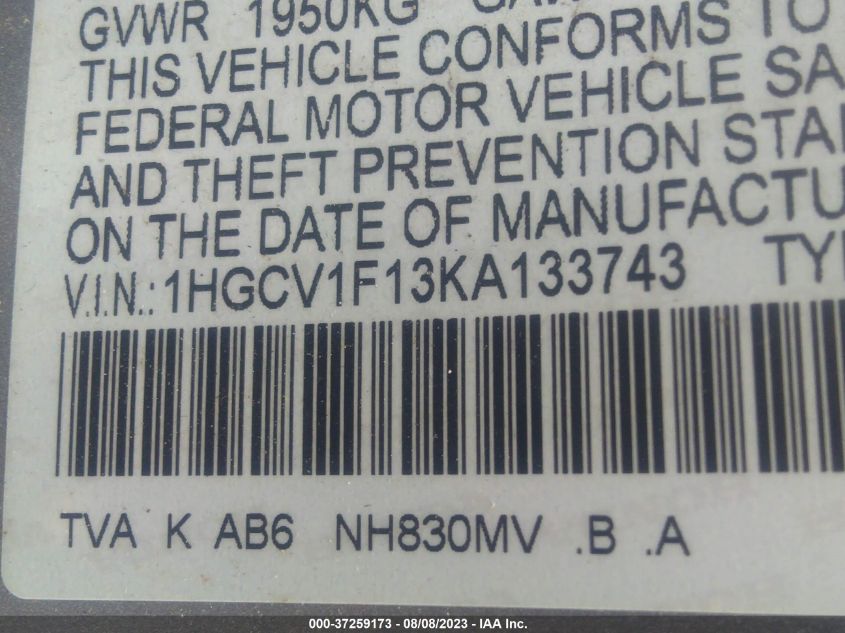 GVWR 1950KG
THIS VEHICLE CONFORMS TO
FEDERAL MOTOR VEHICLE SA
AND THEFT PREVENTION STA
ON THE DATE OF MANUFACTU
V.I.N.: 1HGCV1F13KA133743 TY
TVA K AB6 NH830MV .B .A
000-37259173 - 08/08/2023 - IAA Inc.